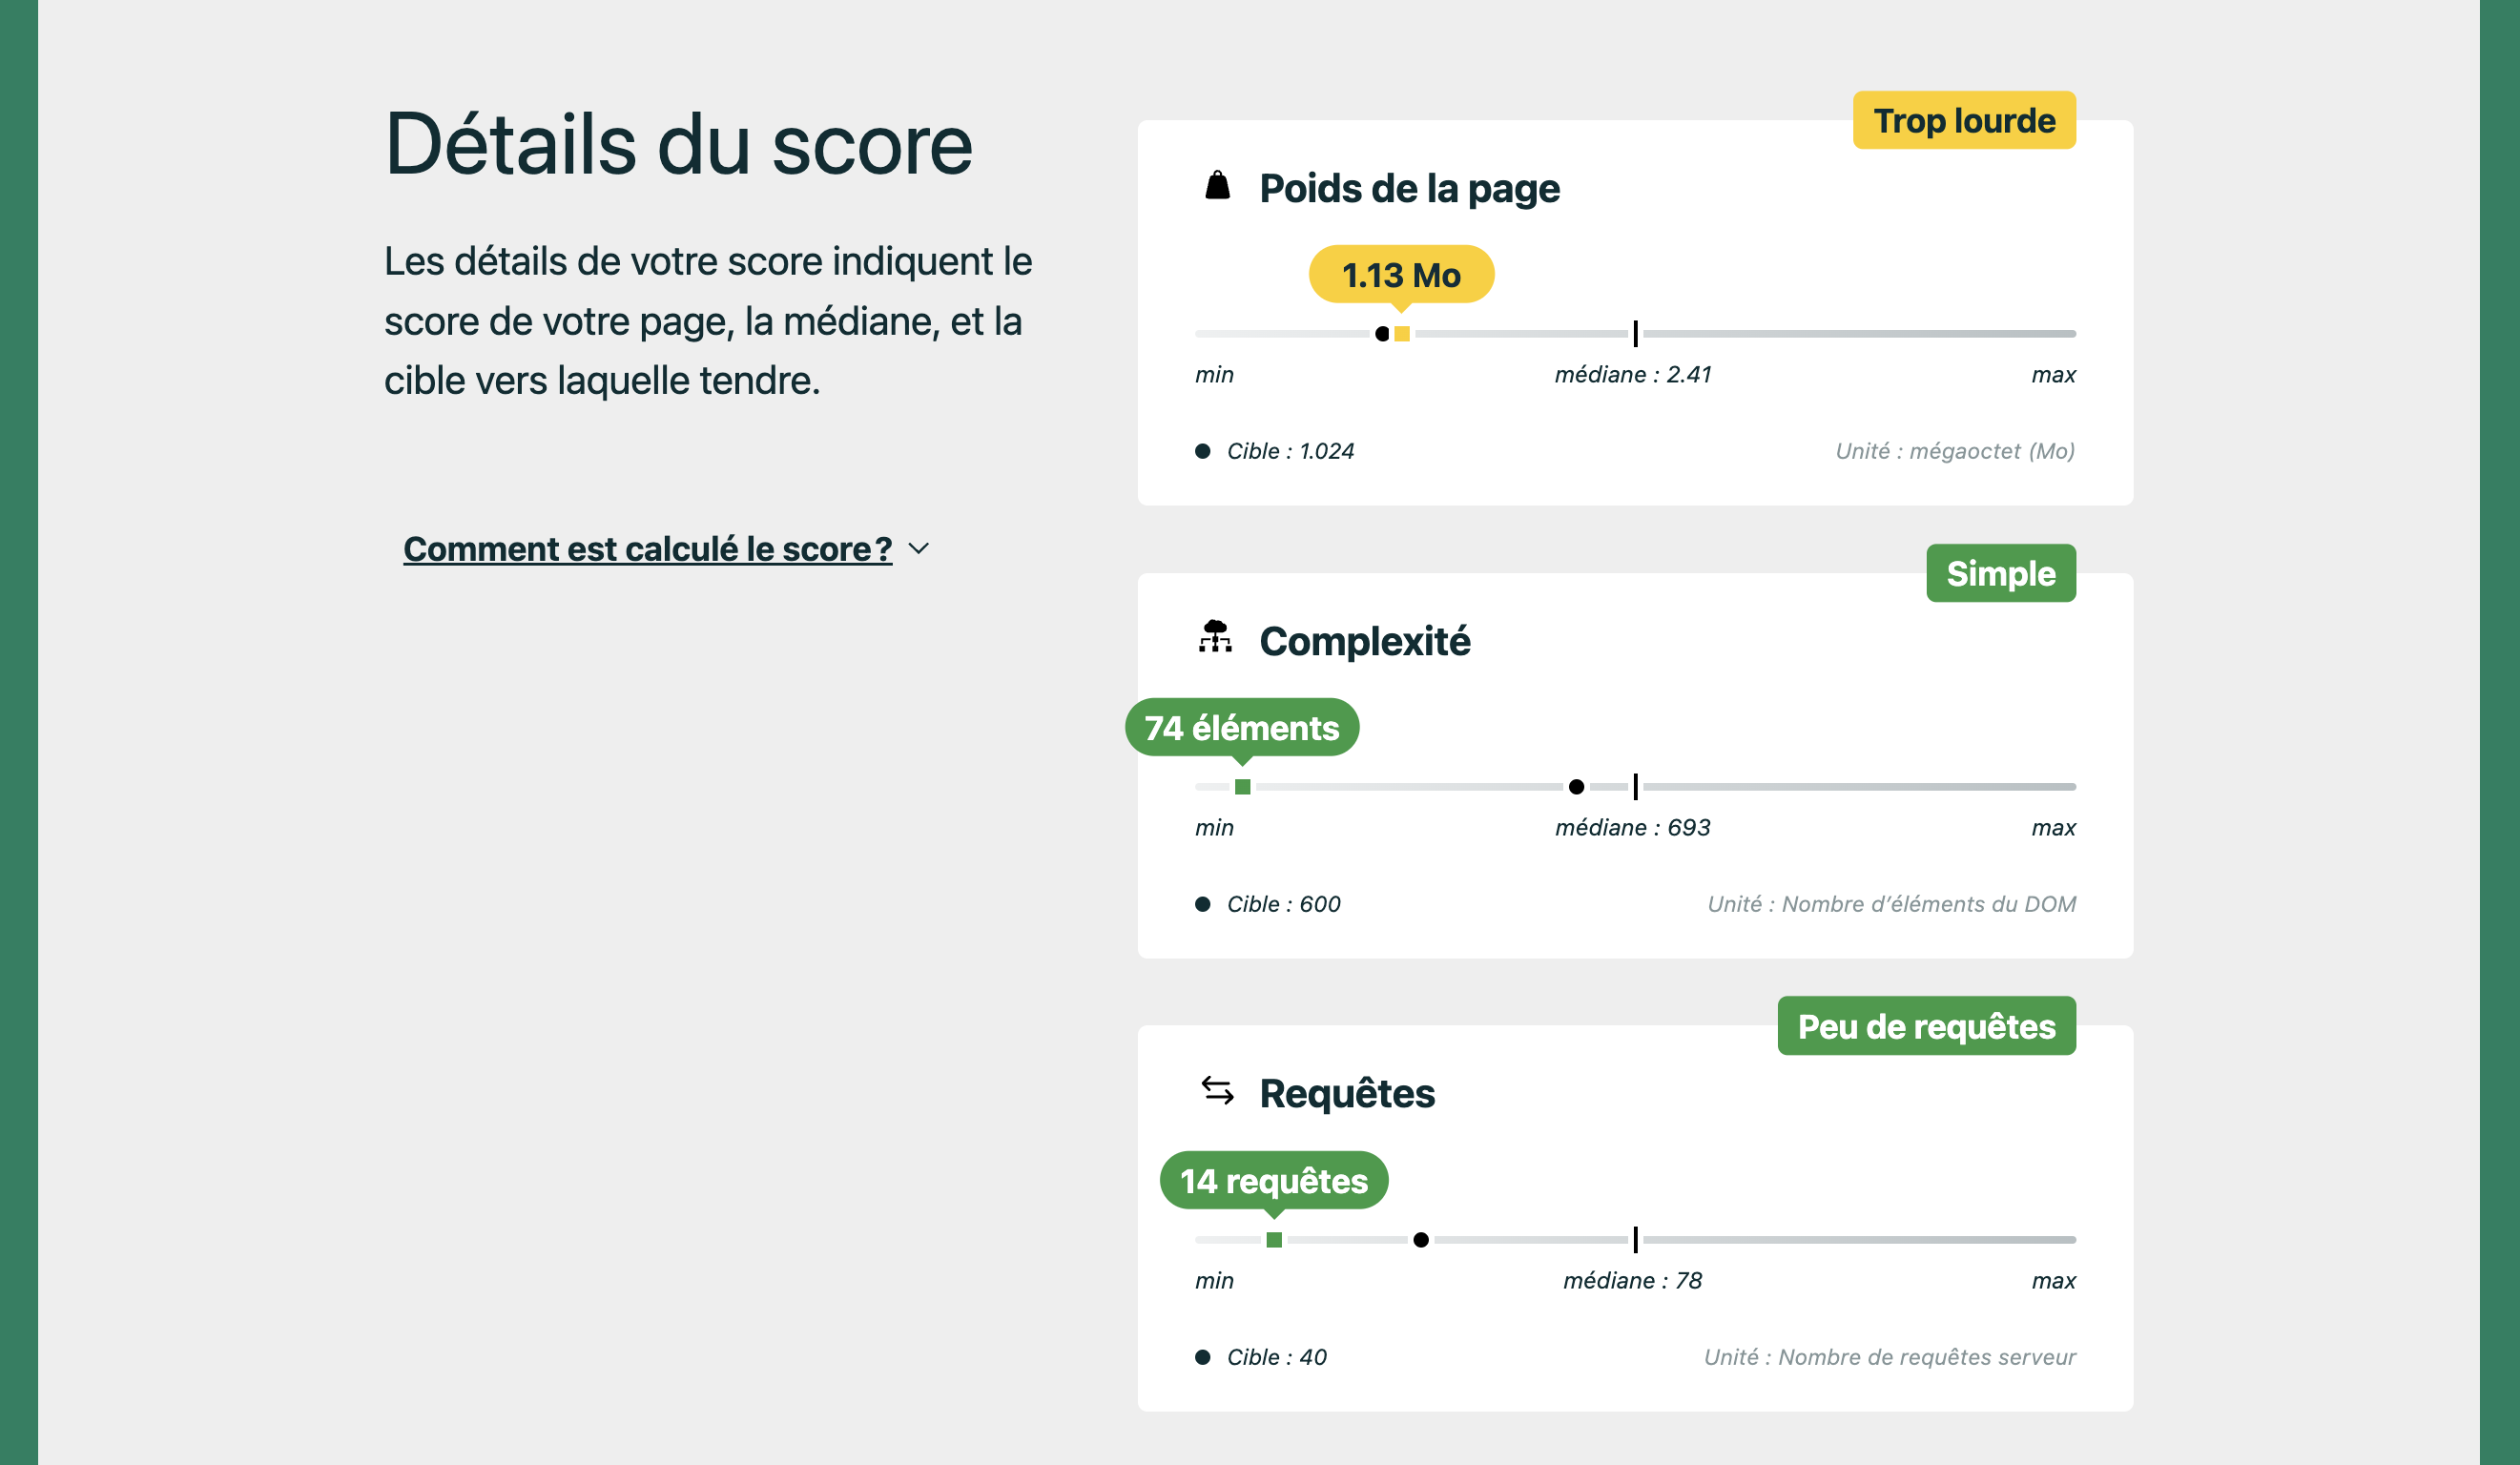 Détails du score
Les détails de votre score indiquent le
score de votre page, la médiane, et la
cible vers laquelle tendre.
Comment est calculé le score ?
Trop lourde
Poids de la page
1.13 Mo
min
médiane : 2.41
max
Cible : 1.024
Unité : mégaoctet (Mo)
Simple
Complexité
74 éléments
min
médiane : 693
max
Cible : 600
Unité : Nombre d’éléments du DOM
Peu de requêtes
Requêtes
14 requêtes
min
médiane : 78
max
Cible : 40
Unité : Nombre de requêtes serveur